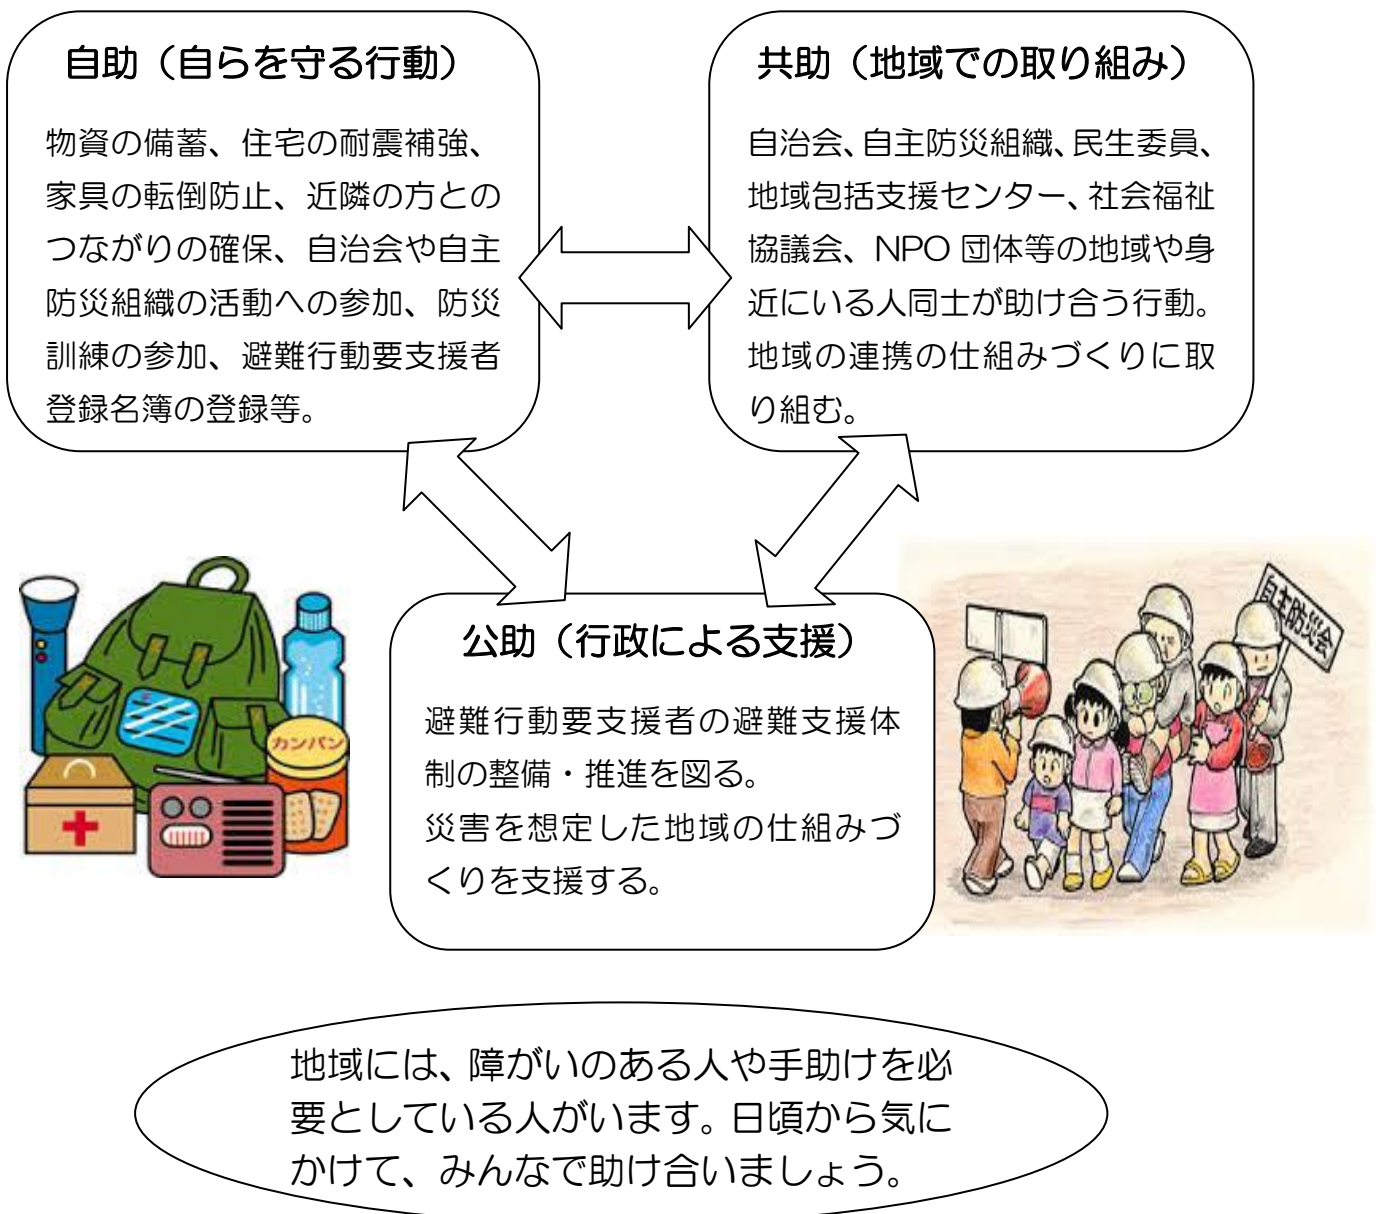 自助（自らを守る行動）
物資の備蓄、住宅の耐震補強、
家具の転倒防止、近隣の方との
つながりの確保、自治会や自主
防災組織の活動への参加、防災
訓練の参加、避難行動要支援者
登録名簿の登録等。
共助（地域での取り組み）
自治会、自主防災組織、民生委員、
地域包括支援センター、社会福祉
協議会、NPO 団体等の地域や身
近にいる人同士が助け合う行動。
地域の連携の仕組みづくりに取
り組む。
カンパン
公助（行政による支援）
避難行動要支援者の避難支援体
制の整備・推進を図る。
災害を想定した地域の仕組みづ
くりを支援する。
自主防災会
地域には、障がいのある人や手助けを必
要としている人がいます。日頃から気に
かけて、みんなで助け合いましょう。